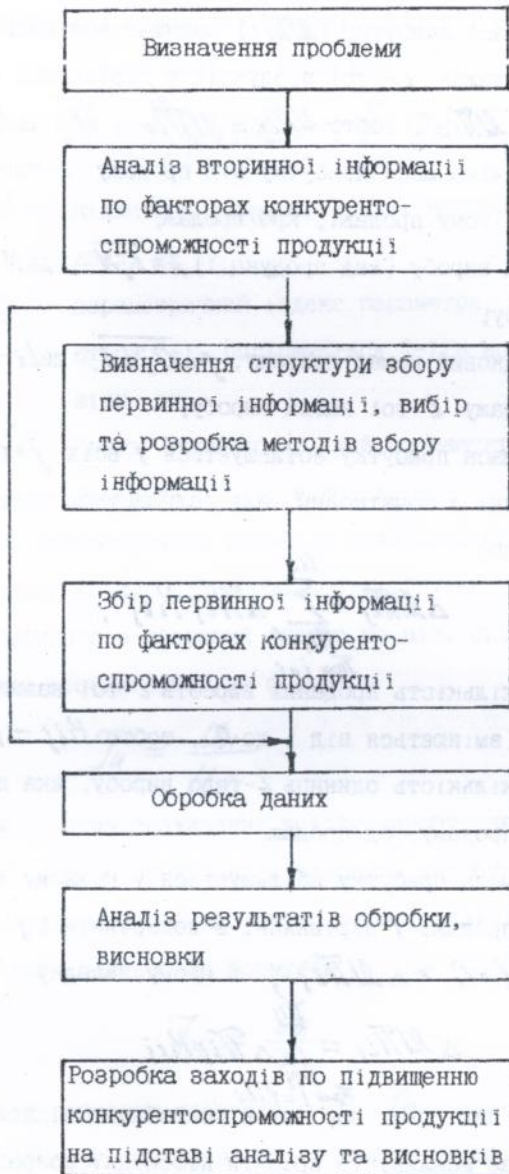 Визначення проблеми
Аналіз вторинної інформації
по факторах конкуренто-
спроможності продукції
Визначення структури збору
первинної інформації, вибір
та розробка методів збору
інформації
Збір первинної інформації
по факторах конкуренто-
спроможності продукції
Обробка даних
Аналіз результатів обробки,
висновки
Розробка заходів по підвищенню
конкурентоспроможності продукції
на підставі аналізу та висновків